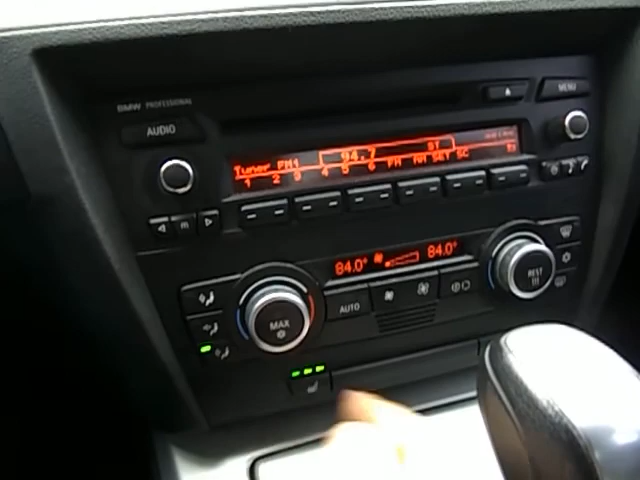 BMW PROFESSIONAL
MENU
AUDIO
Tuner FM1 94.7 ST
1 2 3 4 5 6 FM AM SET SC
m
84.0° 84.0°
MAX
AUTO
REST